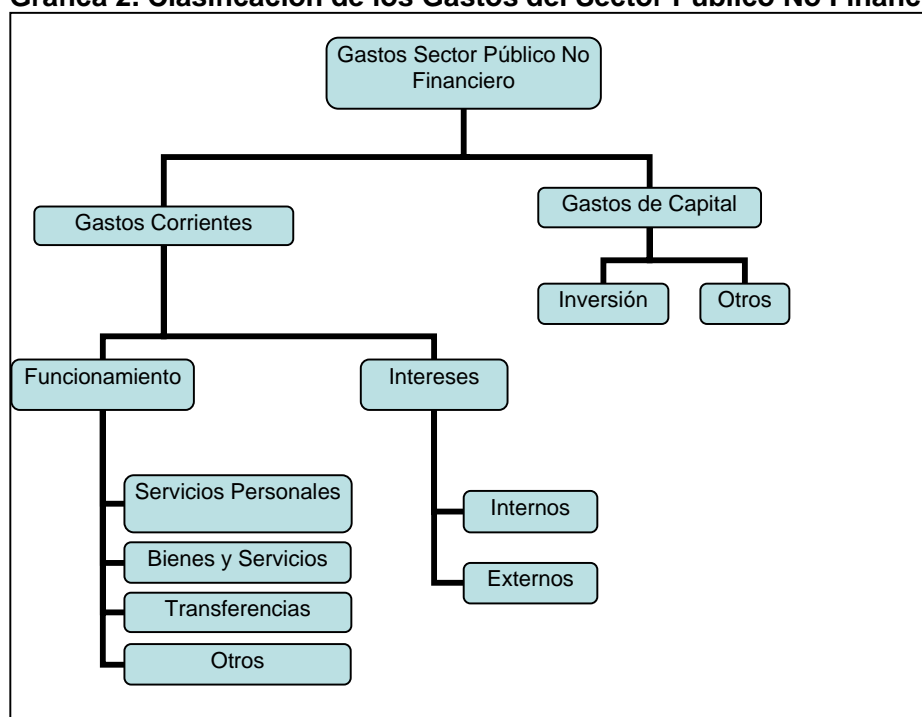 Gráfica 2. Clasificación de los Gastos del Sector Público No
Gastos Sector Público No
Financiero
Gastos Corrientes
Gastos de Capital
Inversión
Otros
Funcionamiento
Intereses
Servicios Personales
Bienes y Servicios
Transferencias
Otros
Internos
Externos